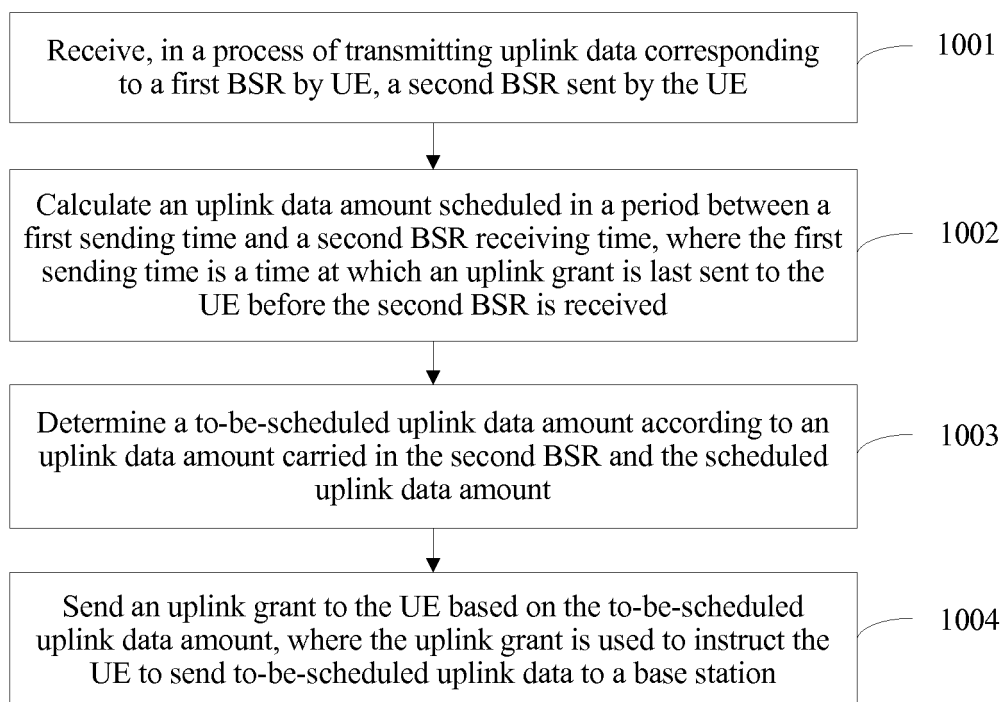 Receive, in a process of transmitting uplink data corresponding
to a first BSR by UE, a second BSR sent by the UE
1001
Calculate an uplink data amount scheduled in a period between a
first sending time and a second BSR receiving time, where the first
sending time is a time at which an uplink grant is last sent to the
UE before the second BSR is received
1002
Determine a to-be-scheduled uplink data amount according to an
uplink data amount carried in the second BSR and the scheduled
uplink data amount
1003
Send an uplink grant to the UE based on the to-be-scheduled
uplink data amount, where the uplink grant is used to instruct the
UE to send to-be-scheduled uplink data to a base station
1004